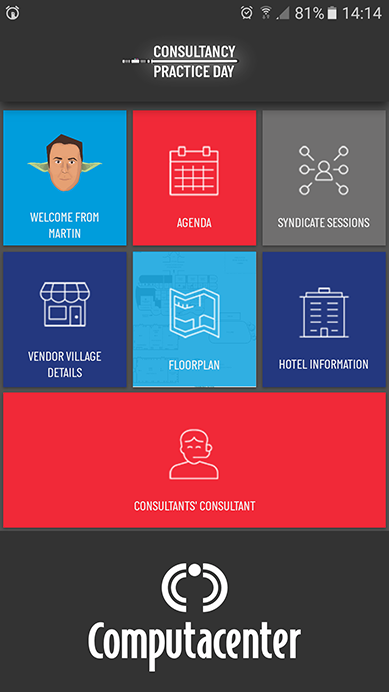 81% 14:14
CONSULTANCY
PRACTICE DAY
WELCOME FROM
MARTIN
AGENDA
SYNDICATE SESSIONS
VENDOR VILLAGE
DETAILS
FLOORPLAN
HOTEL INFORMATION
CONSULTANTS' CONSULTANT
Computacenter